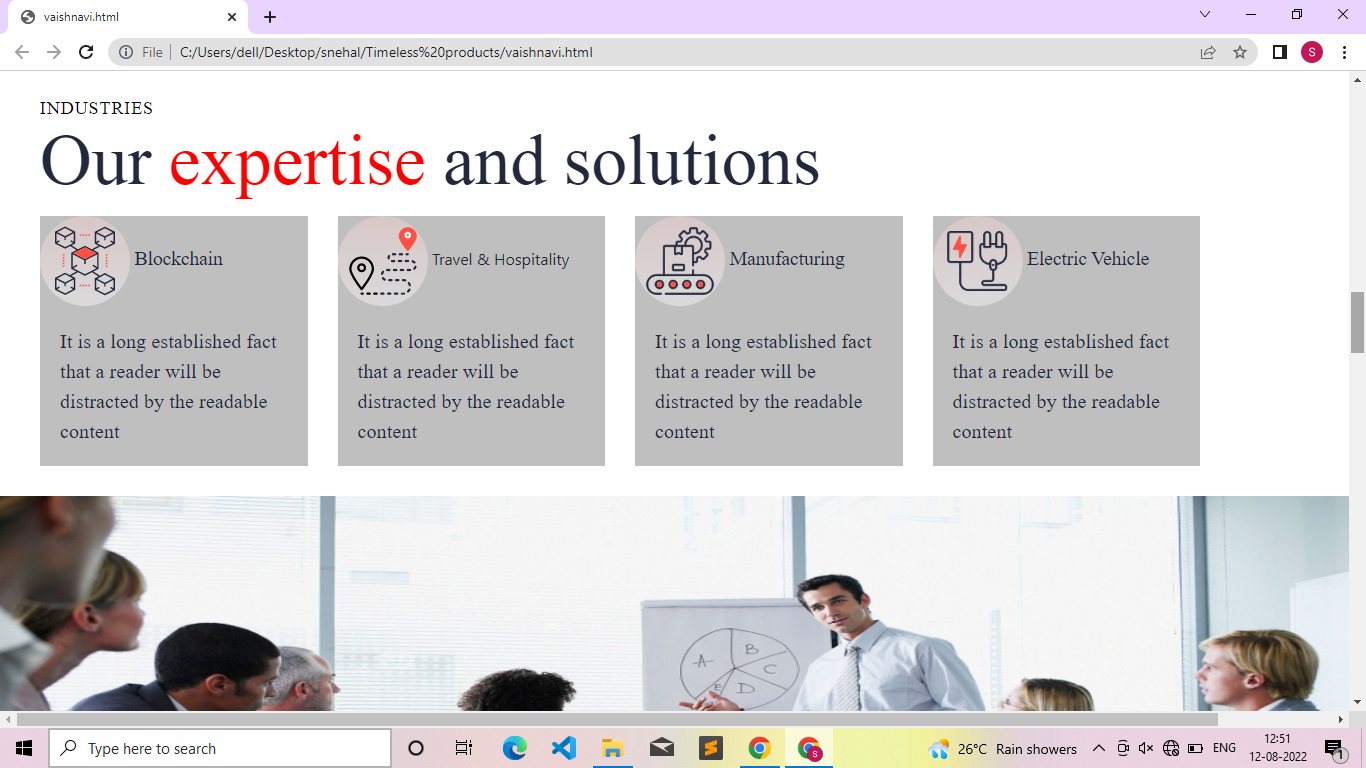 vaishnavi.html
File
C:/Users/dell/Desktop/snehal/Timeless%20products/vaishnavi.html
S
INDUSTRIES
Our expertise and solutions
Blockchain
Travel & Hospitality
Manufacturing
Electric Vehicle
It is a long established fact
that a reader will be
distracted by the readable
content
It is a long established fact
that a reader will be
distracted by the readable
content
It is a long established fact
that a reader will be
distracted by the readable
content
It is a long established fact
that a reader will be
distracted by the readable
content
A
B
C
D
E
Type here to search
S
26°C Rain showers
ENG
12:51
12-08-2022
1